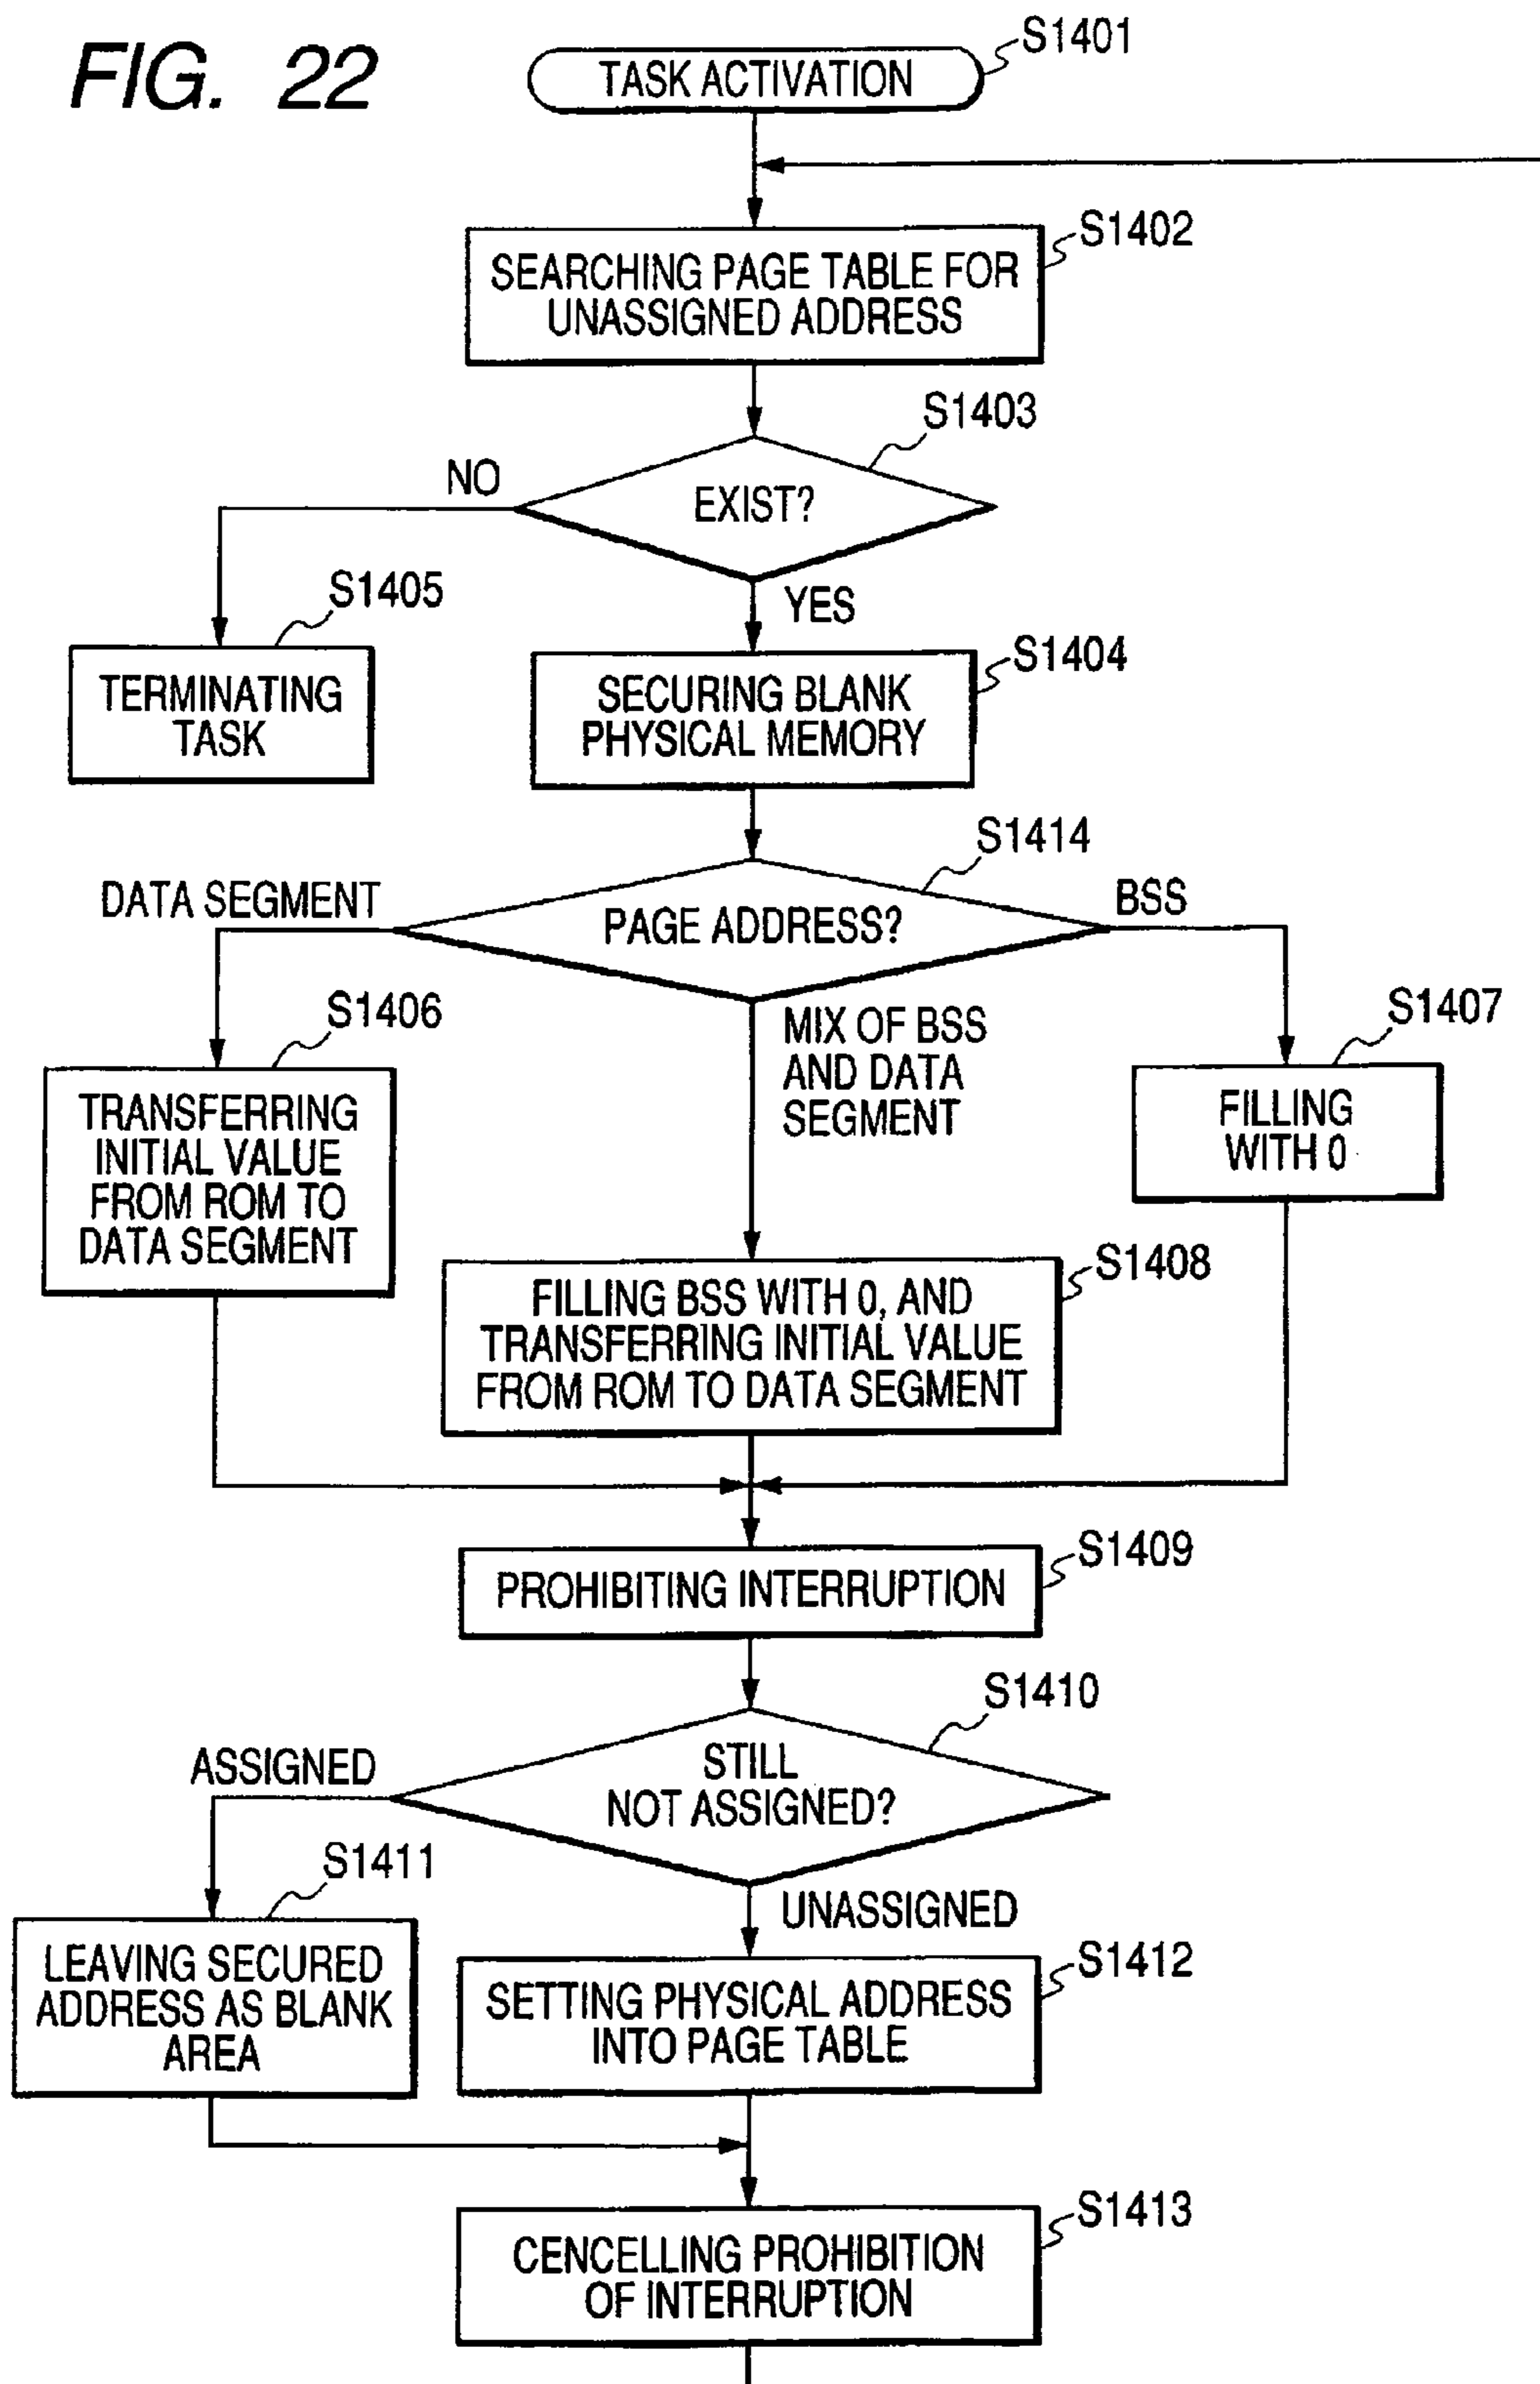 FIG. 22
TASK ACTIVATION
S1401
SEARCHING PAGE TABLE FOR
UNASSIGNED ADDRESS
S1402
EXIST?
S1403
NO
YES
TERMINATING
TASK
S1405
SECURING BLANK
PHYSICAL MEMORY
S1404
PAGE ADDRESS?
S1414
DATA SEGMENT
BSS
MIX OF BSS
AND DATA
SEGMENT
TRANSFERRING
INITIAL VALUE
FROM ROM TO
DATA SEGMENT
S1406
FILLING
WITH 0
S1407
FILLING BSS WITH 0, AND
TRANSFERRING INITIAL VALUE
FROM ROM TO DATA SEGMENT
S1408
PROHIBITING INTERRUPTION
S1409
STILL
NOT ASSIGNED?
S1410
ASSIGNED
UNASSIGNED
LEAVING SECURED
ADDRESS AS BLANK
AREA
S1411
SETTING PHYSICAL ADDRESS
INTO PAGE TABLE
S1412
CENCELLING PROHIBITION
OF INTERRUPTION
S1413